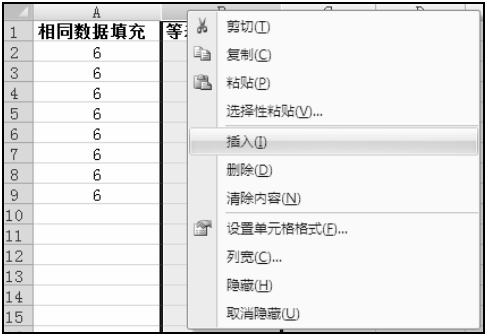 A
1 相同数据填充 等
2 6
3 6
4 6
5 6
6 6
7 6
8 6
9 6
10
11
12
13
14
15
剪切(T)
复制(C)
粘贴(P)
选择性粘贴(V)...
插入(I)
删除(D)
清除内容(N)
设置单元格格式(F)...
列宽(C)...
隐藏(H)
取消隐藏(U)